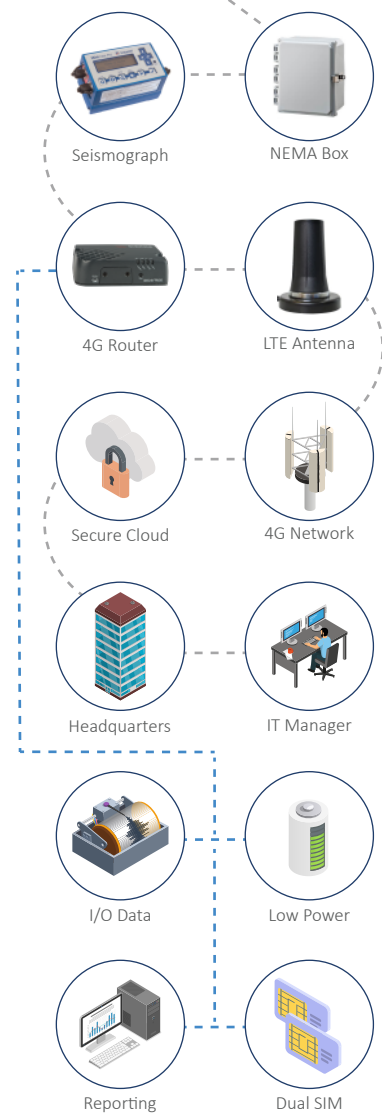 Seismograph
NEMA Box
4G Router
LTE Antenna
Secure Cloud
4G Network
Headquarters
IT Manager
I/O Data
Low Power
Reporting
Dual SIM